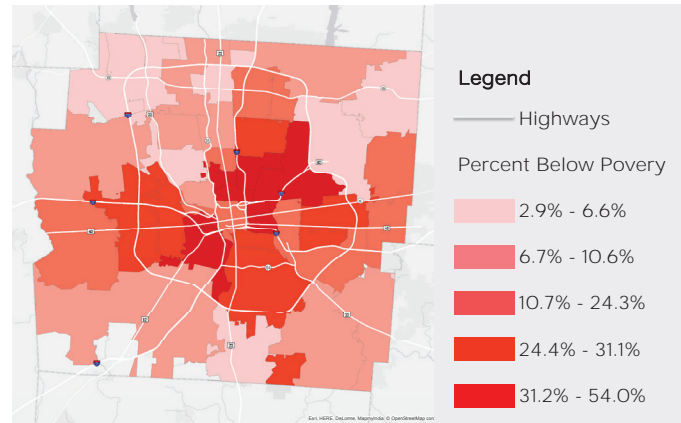 Legend
Highways
Percent Below Povery
2.9% - 6.6%
6.7% - 10.6%
10.7% - 24.3%
24.4% - 31.1%
31.2% - 54.0%
Esri, HERE, DeLorme, MapmyIndia, © OpenStreetMap con